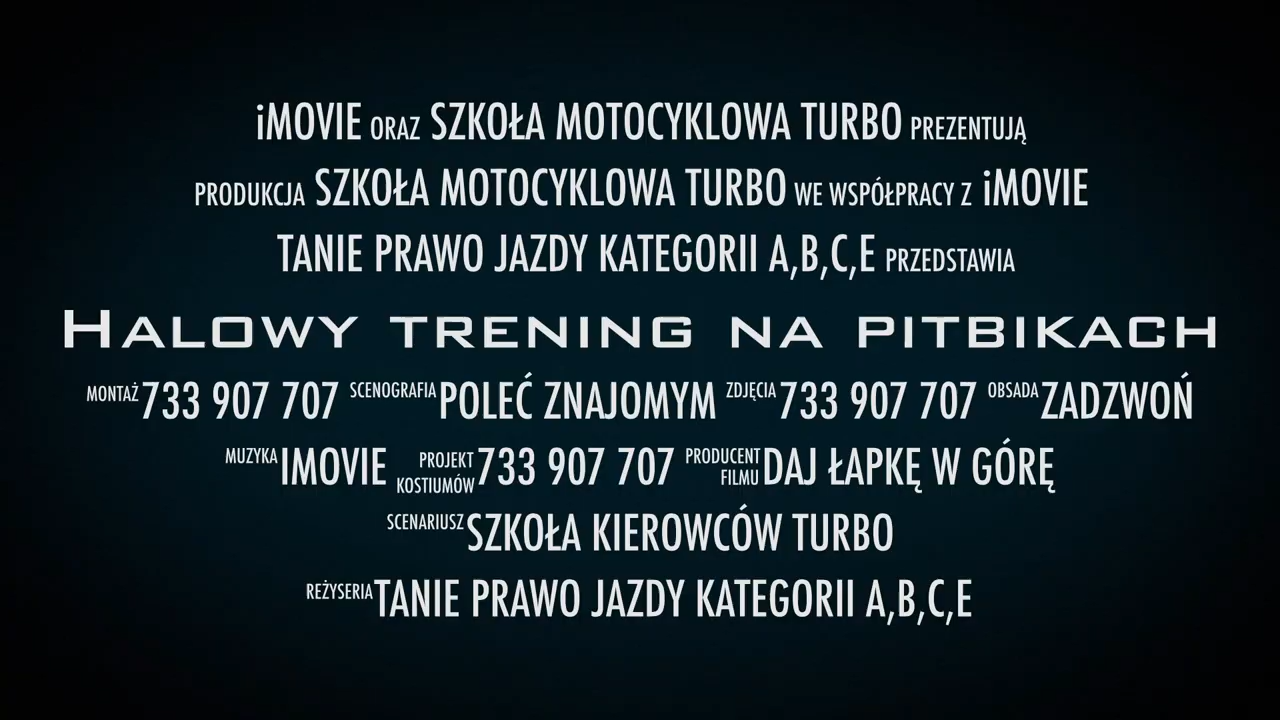 iMOVIE ORAZ SZKOŁA MOTOCYKLOWA TURBO PREZENTUJĄ
PRODUKCJA SZKOŁA MOTOCYKLOWA TURBO WE WSPÓŁPRACY Z iMOVIE
TANIE PRAWO JAZDY KATEGORII A,B,C,E PRZEDSTAWIA
HALOWY TRENING NA PITBIKACH
MONTAŻ 733 907 707 SCENOGRAFIA POLEĆ ZNAJOMYM ZDJĘCIA 733 907 707 OBSADA ZADZWOŃ
MUZYKA IMOVIE PROJEKT KOSTIUMÓW 733 907 707 PRODUCENT FILMU DAJ ŁAPKĘ W GÓRĘ
SCENARIUSZ SZKOŁA KIEROWCÓW TURBO
REŻYSERIA TANIE PRAWO JAZDY KATEGORII A,B,C,E